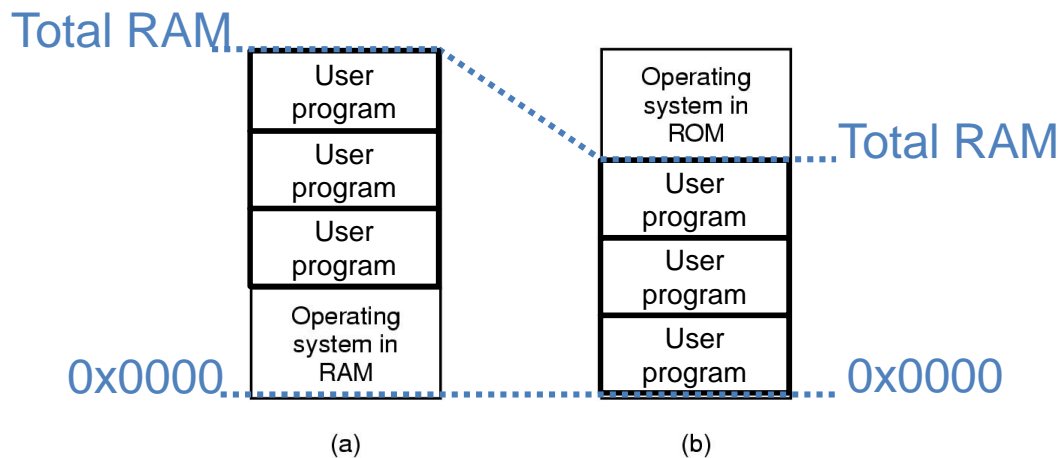 Total RAM
User
program
User
program
User
program
Operating
system in
RAM
0x0000
(a)
Operating
system in
ROM
Total RAM
User
program
User
program
User
program
0x0000
(b)